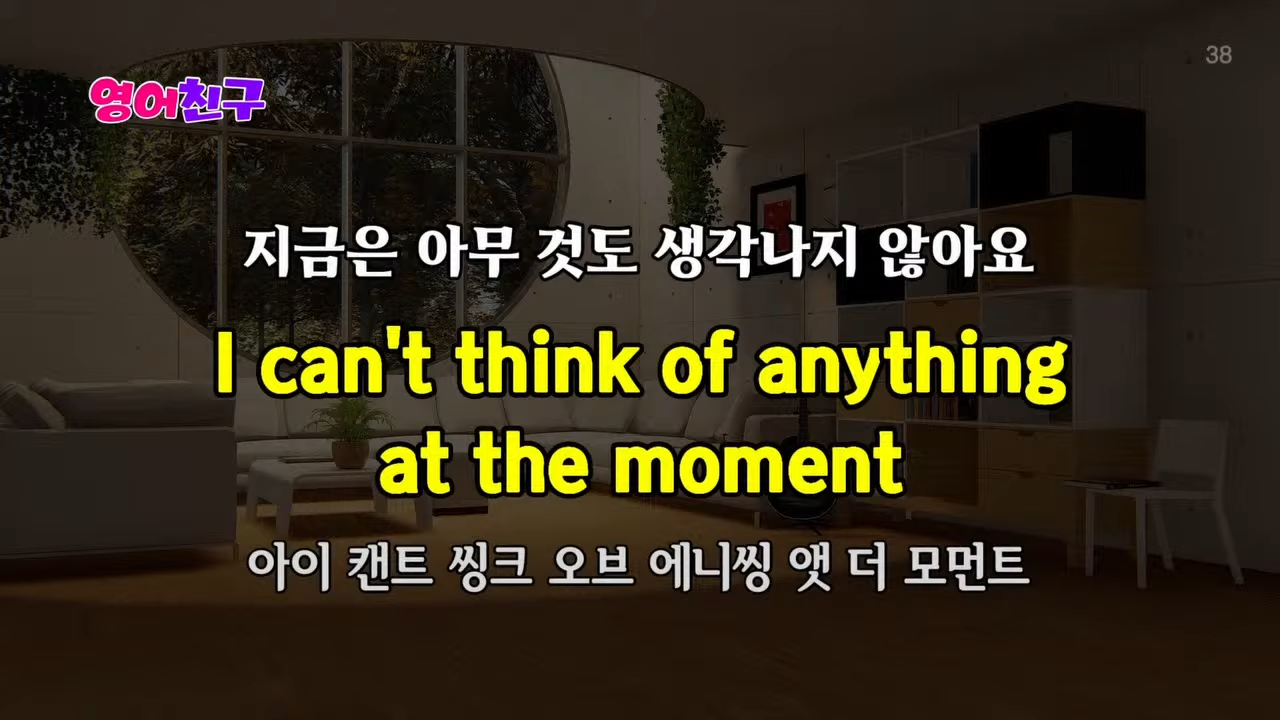 38
영어친구
지금은 아무 것도 생각나지 않아요
I can't think of anything
at the moment
아이 캔트 씽크 오브 에니씽 앳 더 모먼트